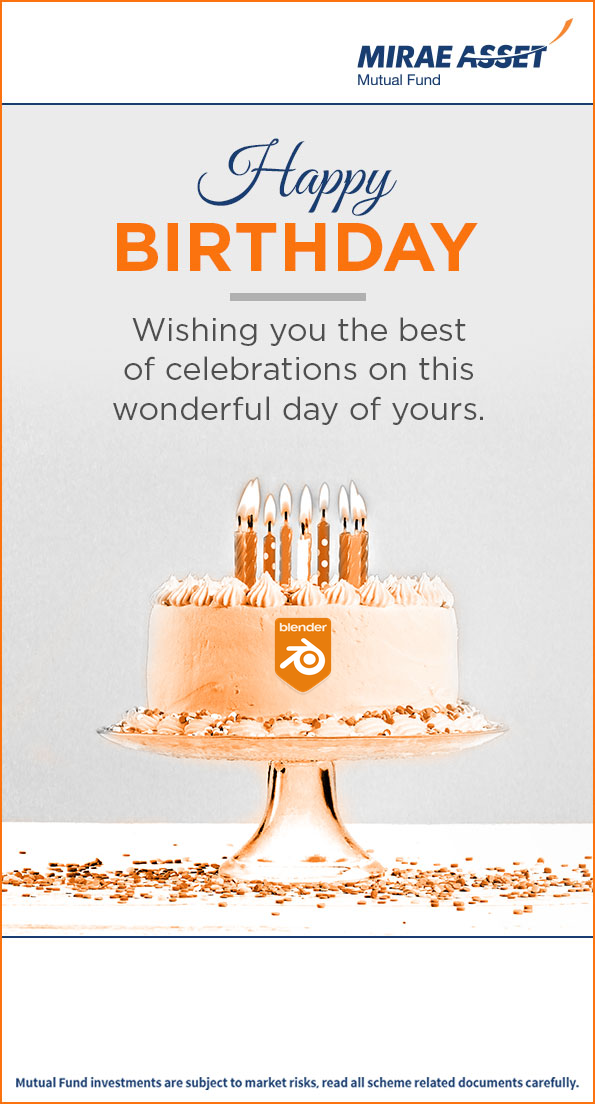 MIRAE ASSET
Mutual Fund
Happy
BIRTHDAY
Wishing you the best
of celebrations on this
wonderful day of yours.
blender
Mutual Fund investments are subject to market risks, read all scheme related documents carefully.